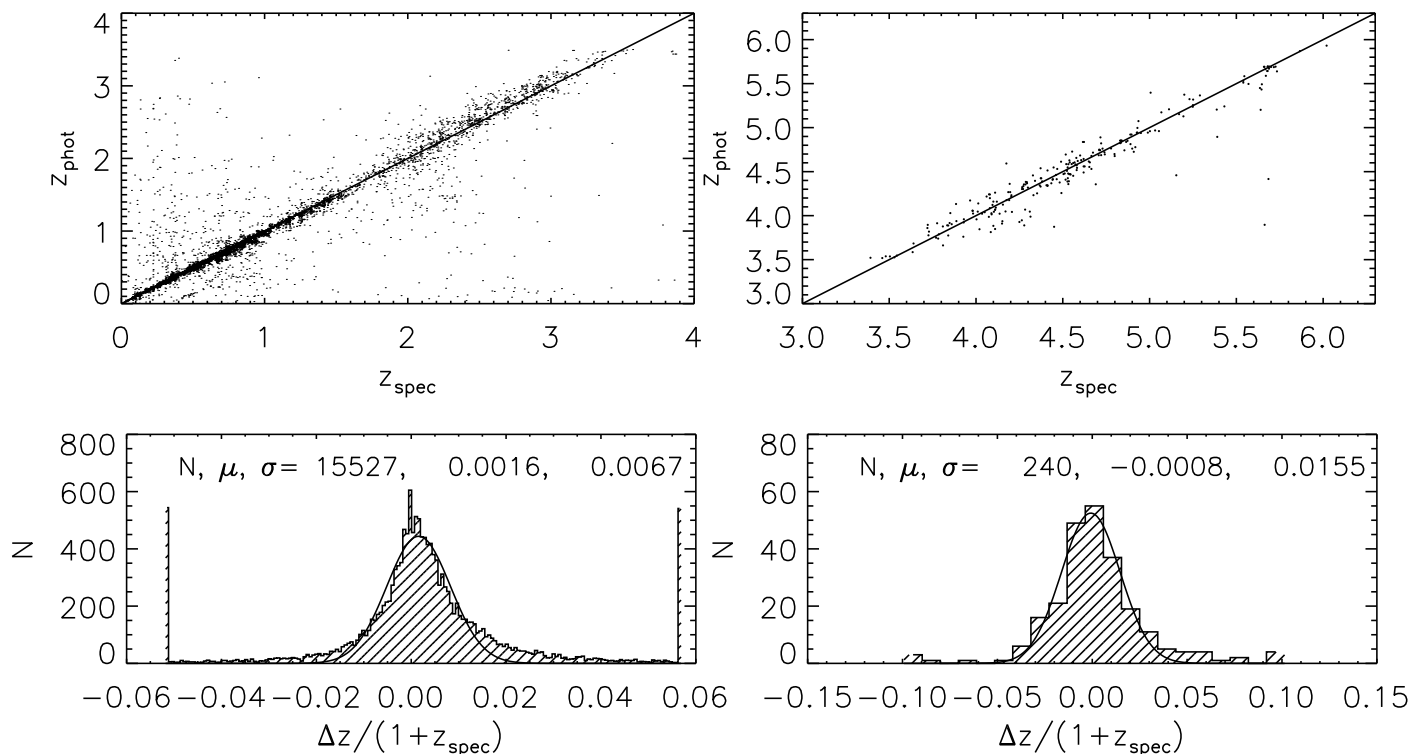 4
3
2
1
0
z_phot
0 1 2 3 4
z_spec
6.0
5.5
5.0
4.5
4.0
3.5
3.0
z_phot
3.0 3.5 4.0 4.5 5.0 5.5 6.0
z_spec
800
600
400
200
0
N
N, μ, σ= 15527, 0.0016, 0.0067
−0.06 −0.04 −0.02 0.00 0.02 0.04 0.06
Δz/(1+z_spec)
80
60
40
20
0
N
N, μ, σ= 240, −0.0008, 0.0155
−0.15 −0.10 −0.05 0.00 0.05 0.10 0.15
Δz/(1+z_spec)